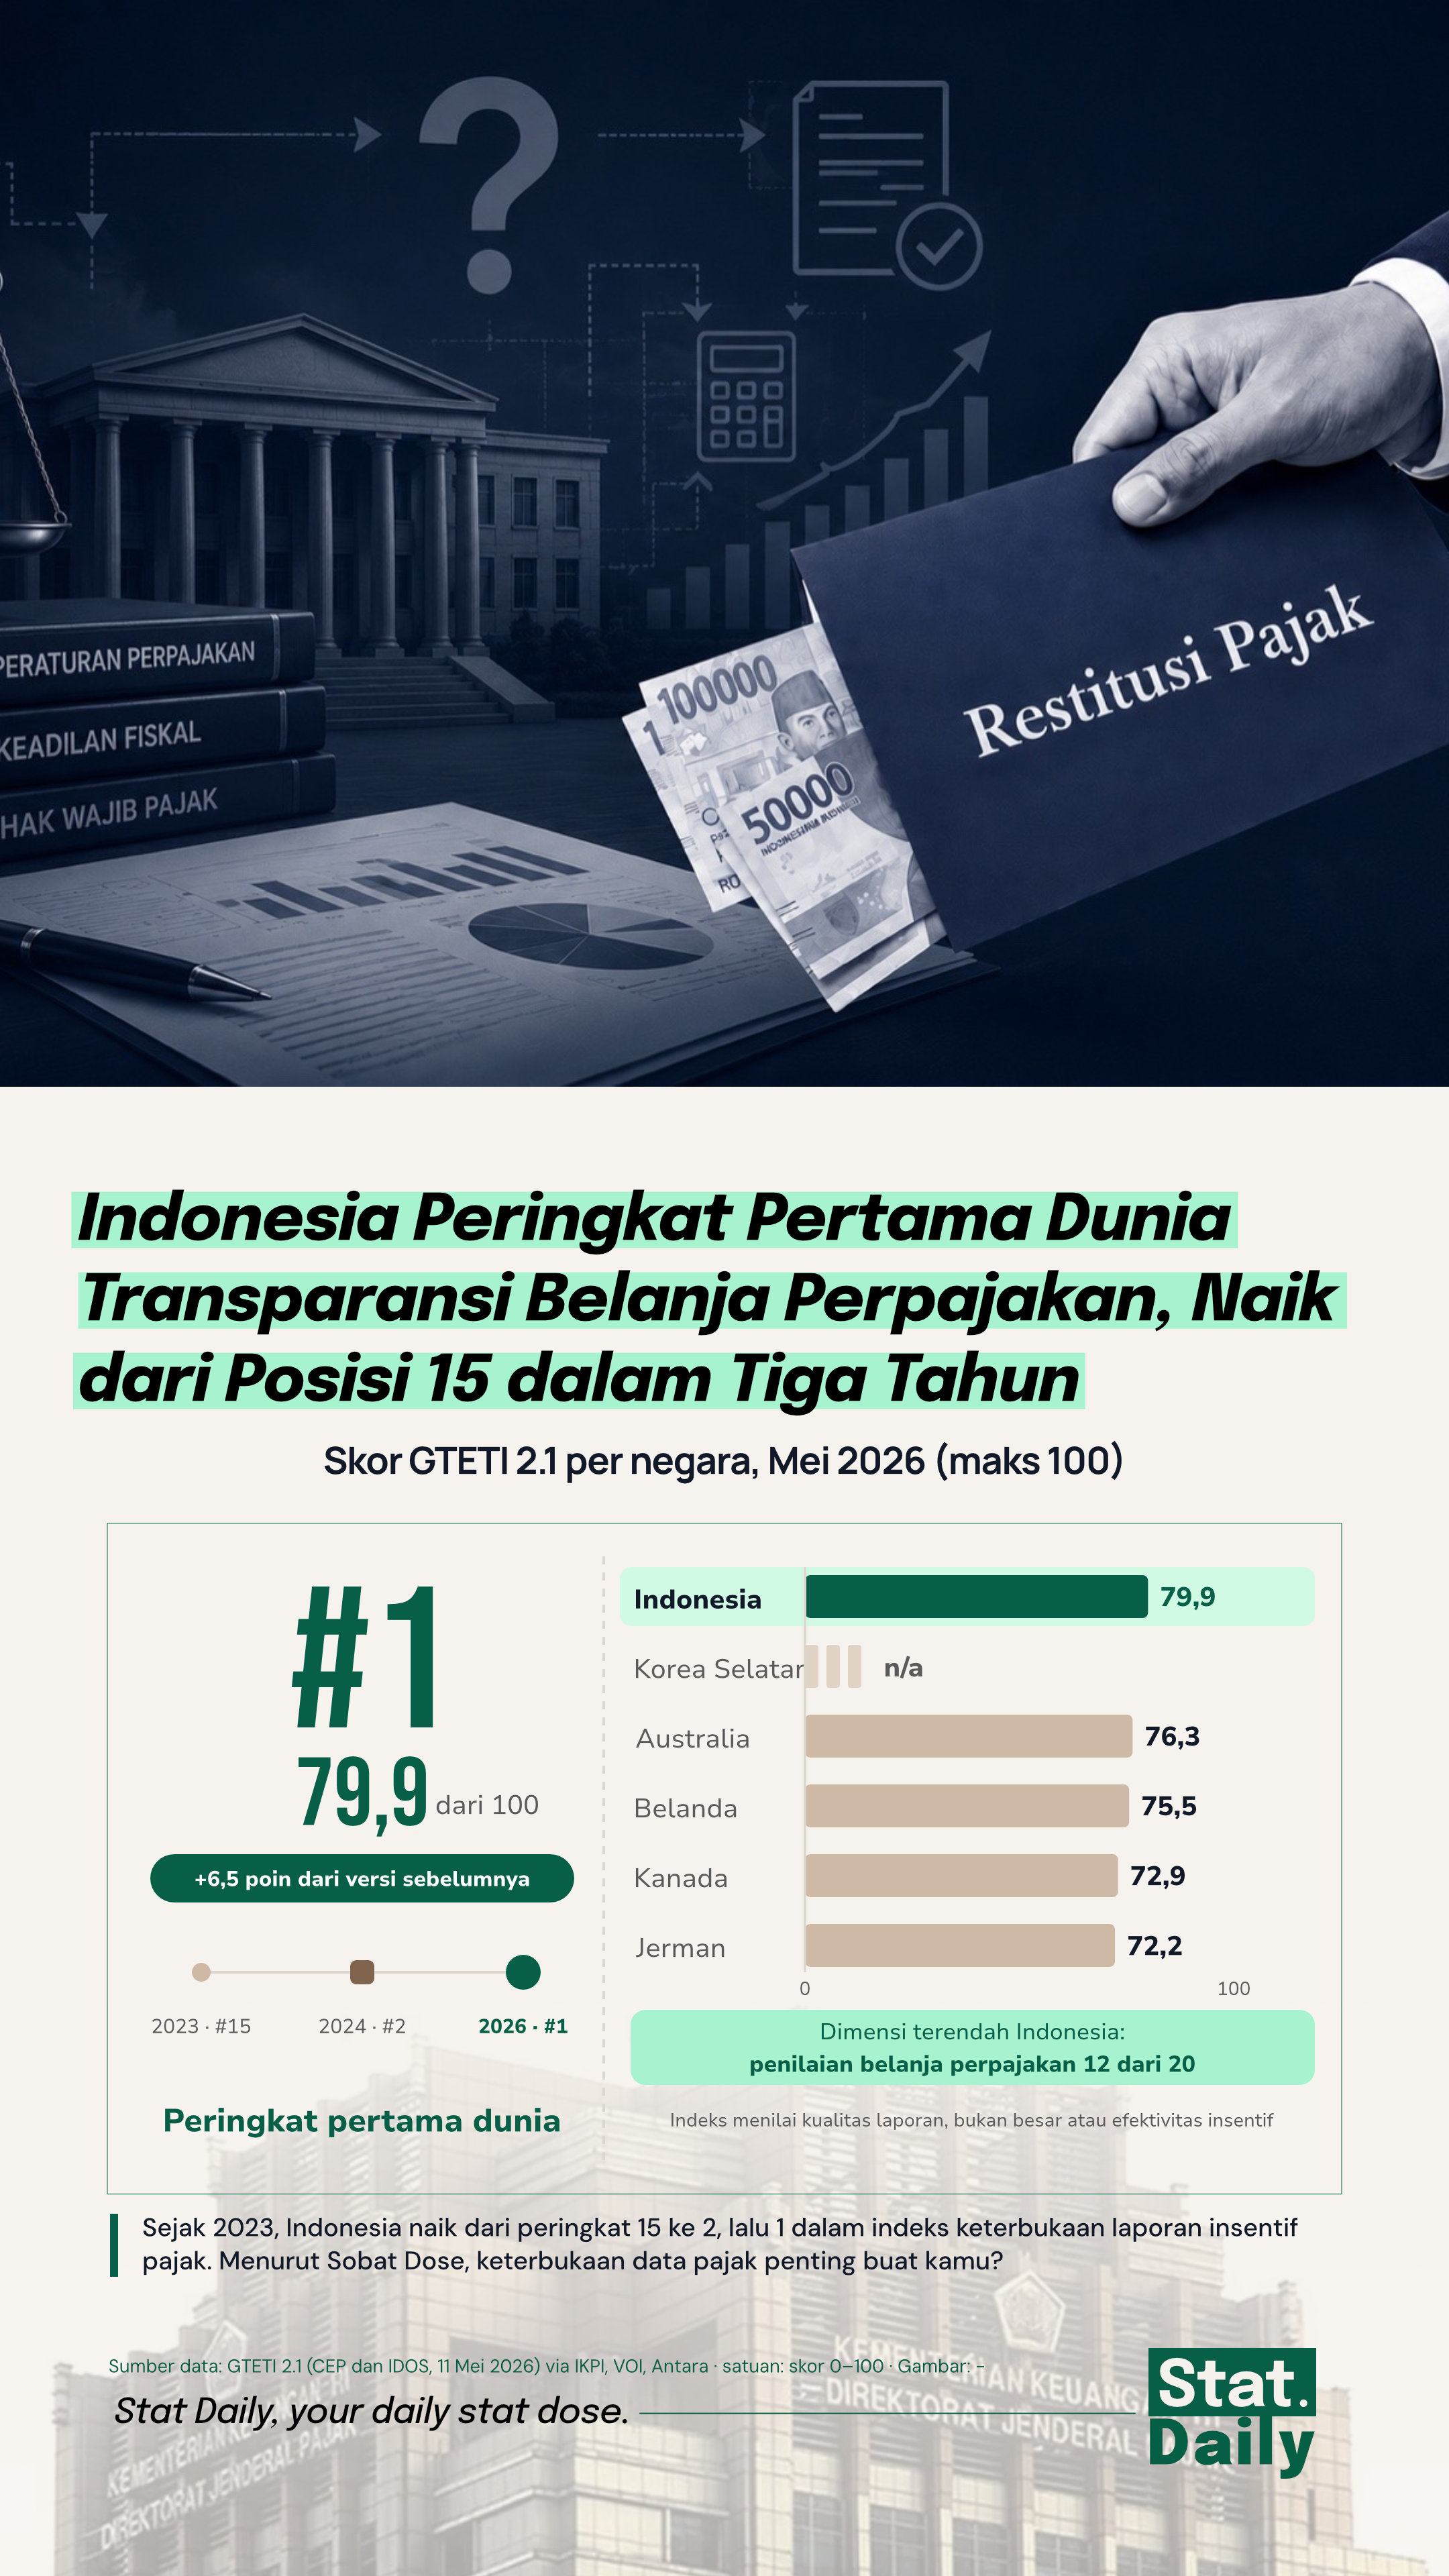 PERATURAN PERPAJAKAN
KEADILAN FISKAL
HAK WAJIB PAJAK
100000
50000
Restitusi Pajak
Indonesia Peringkat Pertama Dunia
Transparansi Belanja Perpajakan, Naik
dari Posisi 15 dalam Tiga Tahun
Skor GTETI 2.1 per negara, Mei 2026 (maks 100)
#1
79,9 dari 100
+6,5 poin dari versi sebelumnya
2023 · #15
2024 · #2
2026 · #1
Peringkat pertama dunia
Indonesia 79,9
Korea Selatan n/a
Australia 76,3
Belanda 75,5
Kanada 72,9
Jerman 72,2
0 100
Dimensi terendah Indonesia:
penilaian belanja perpajakan 12 dari 20
Indeks menilai kualitas laporan, bukan besar atau efektivitas insentif
Sejak 2023, Indonesia naik dari peringkat 15 ke 2, lalu 1 dalam indeks keterbukaan laporan insentif
pajak. Menurut Sobat Dose, keterbukaan data pajak penting buat kamu?
Sumber data: GTETI 2.1 (CEP dan IDOS, 11 Mei 2026) via IKPI, VOI, Antara · satuan: skor 0–100 · Gambar: -
Stat Daily, your daily stat dose.
Stat.
Daily
KEMENTERIAN KEUANG
DIREKTORAT JENDERAL
DIREKTORAT JENDERAL PAJAK